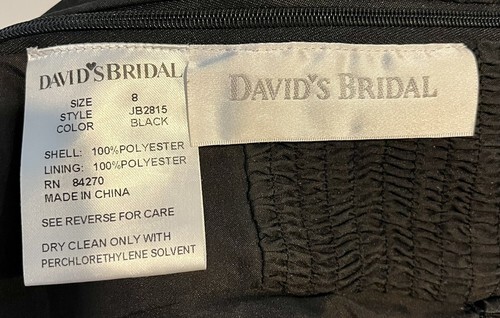 DAVID'S BRIDAL
SIZE 8
STYLE JB2815
COLOR BLACK
SHELL: 100%POLYESTER
LINING: 100%POLYESTER
RN 84270
MADE IN CHINA
SEE REVERSE FOR CARE
DRY CLEAN ONLY WITH
PERCHLORETHYLENE SOLVENT
DAVID'S BRIDAL